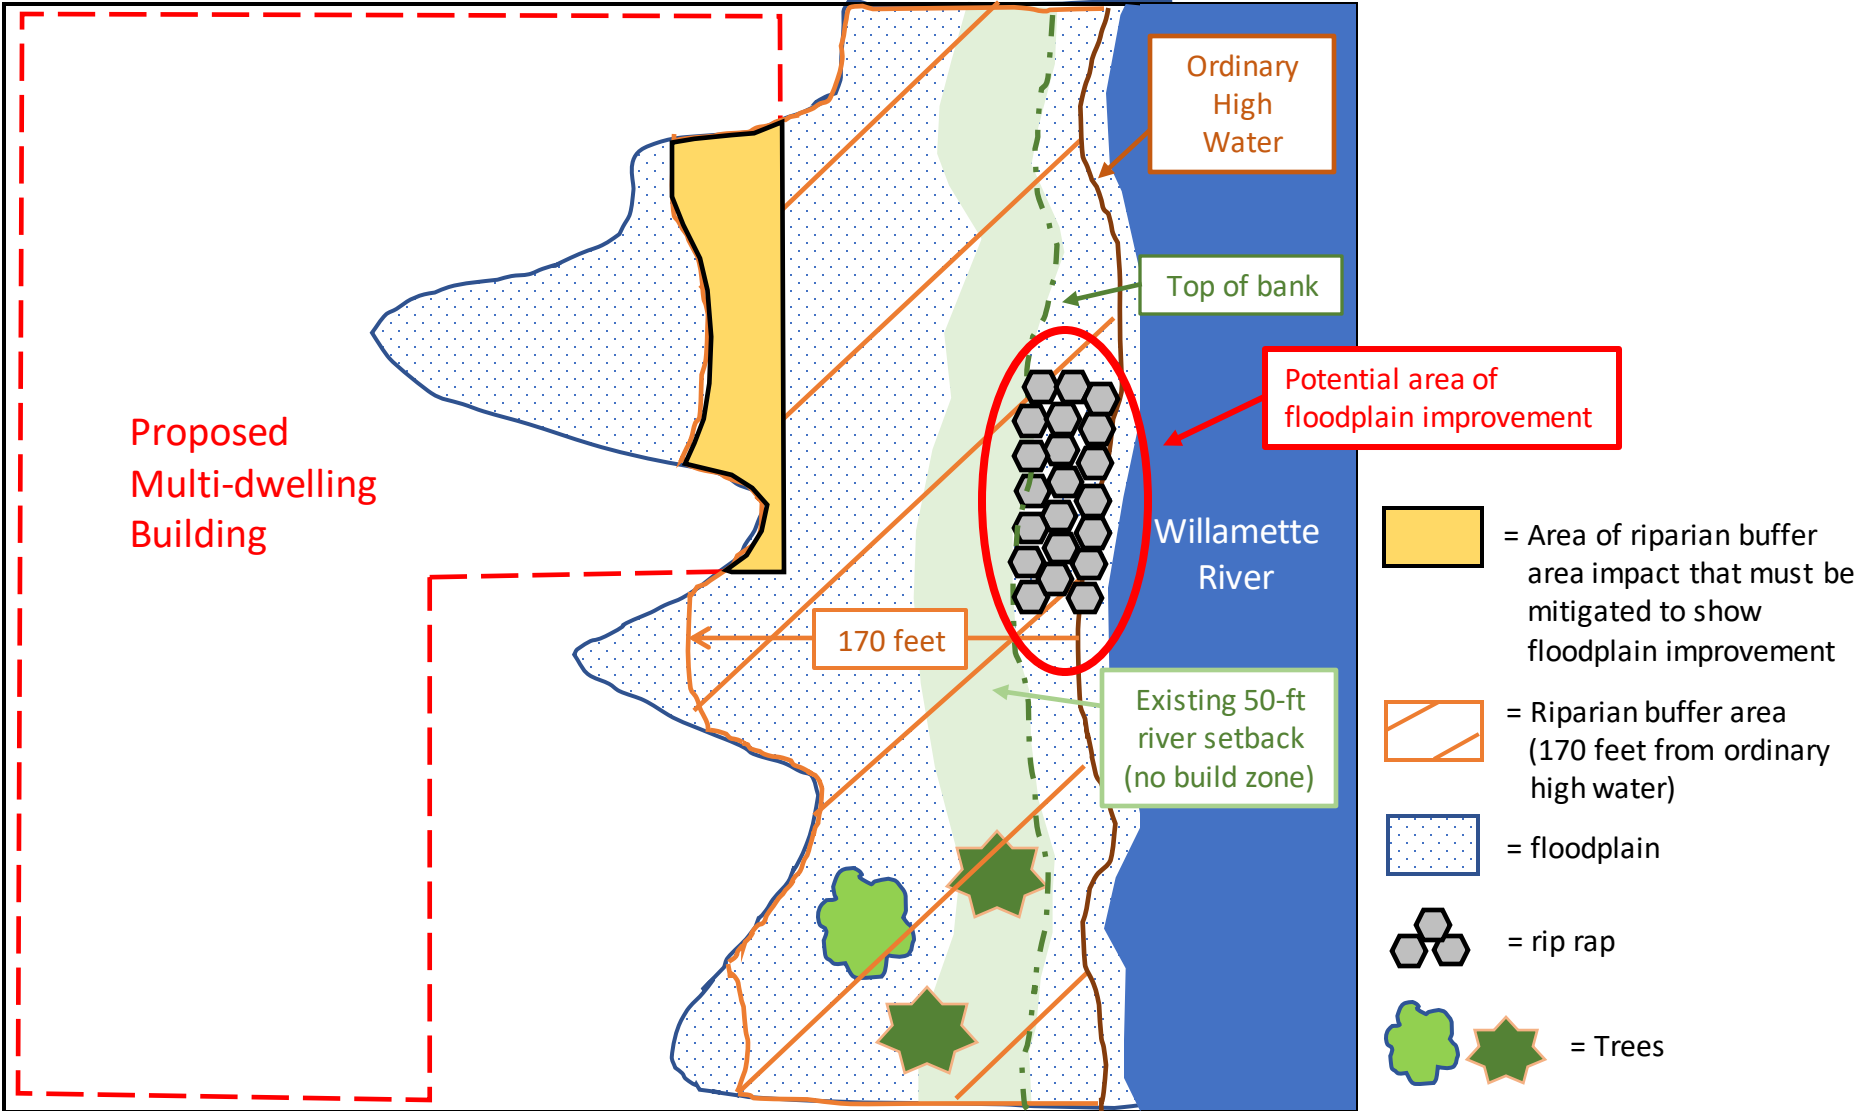 Ordinary
High
Water
Top of bank
Potential area of
floodplain improvement
Proposed
Multi-dwelling
Building
Willamette
River
170 feet
Existing 50-ft
river setback
(no build zone)
= Area of riparian buffer
area impact that must be
mitigated to show
floodplain improvement
= Riparian buffer area
(170 feet from ordinary
high water)
= floodplain
= rip rap
= Trees